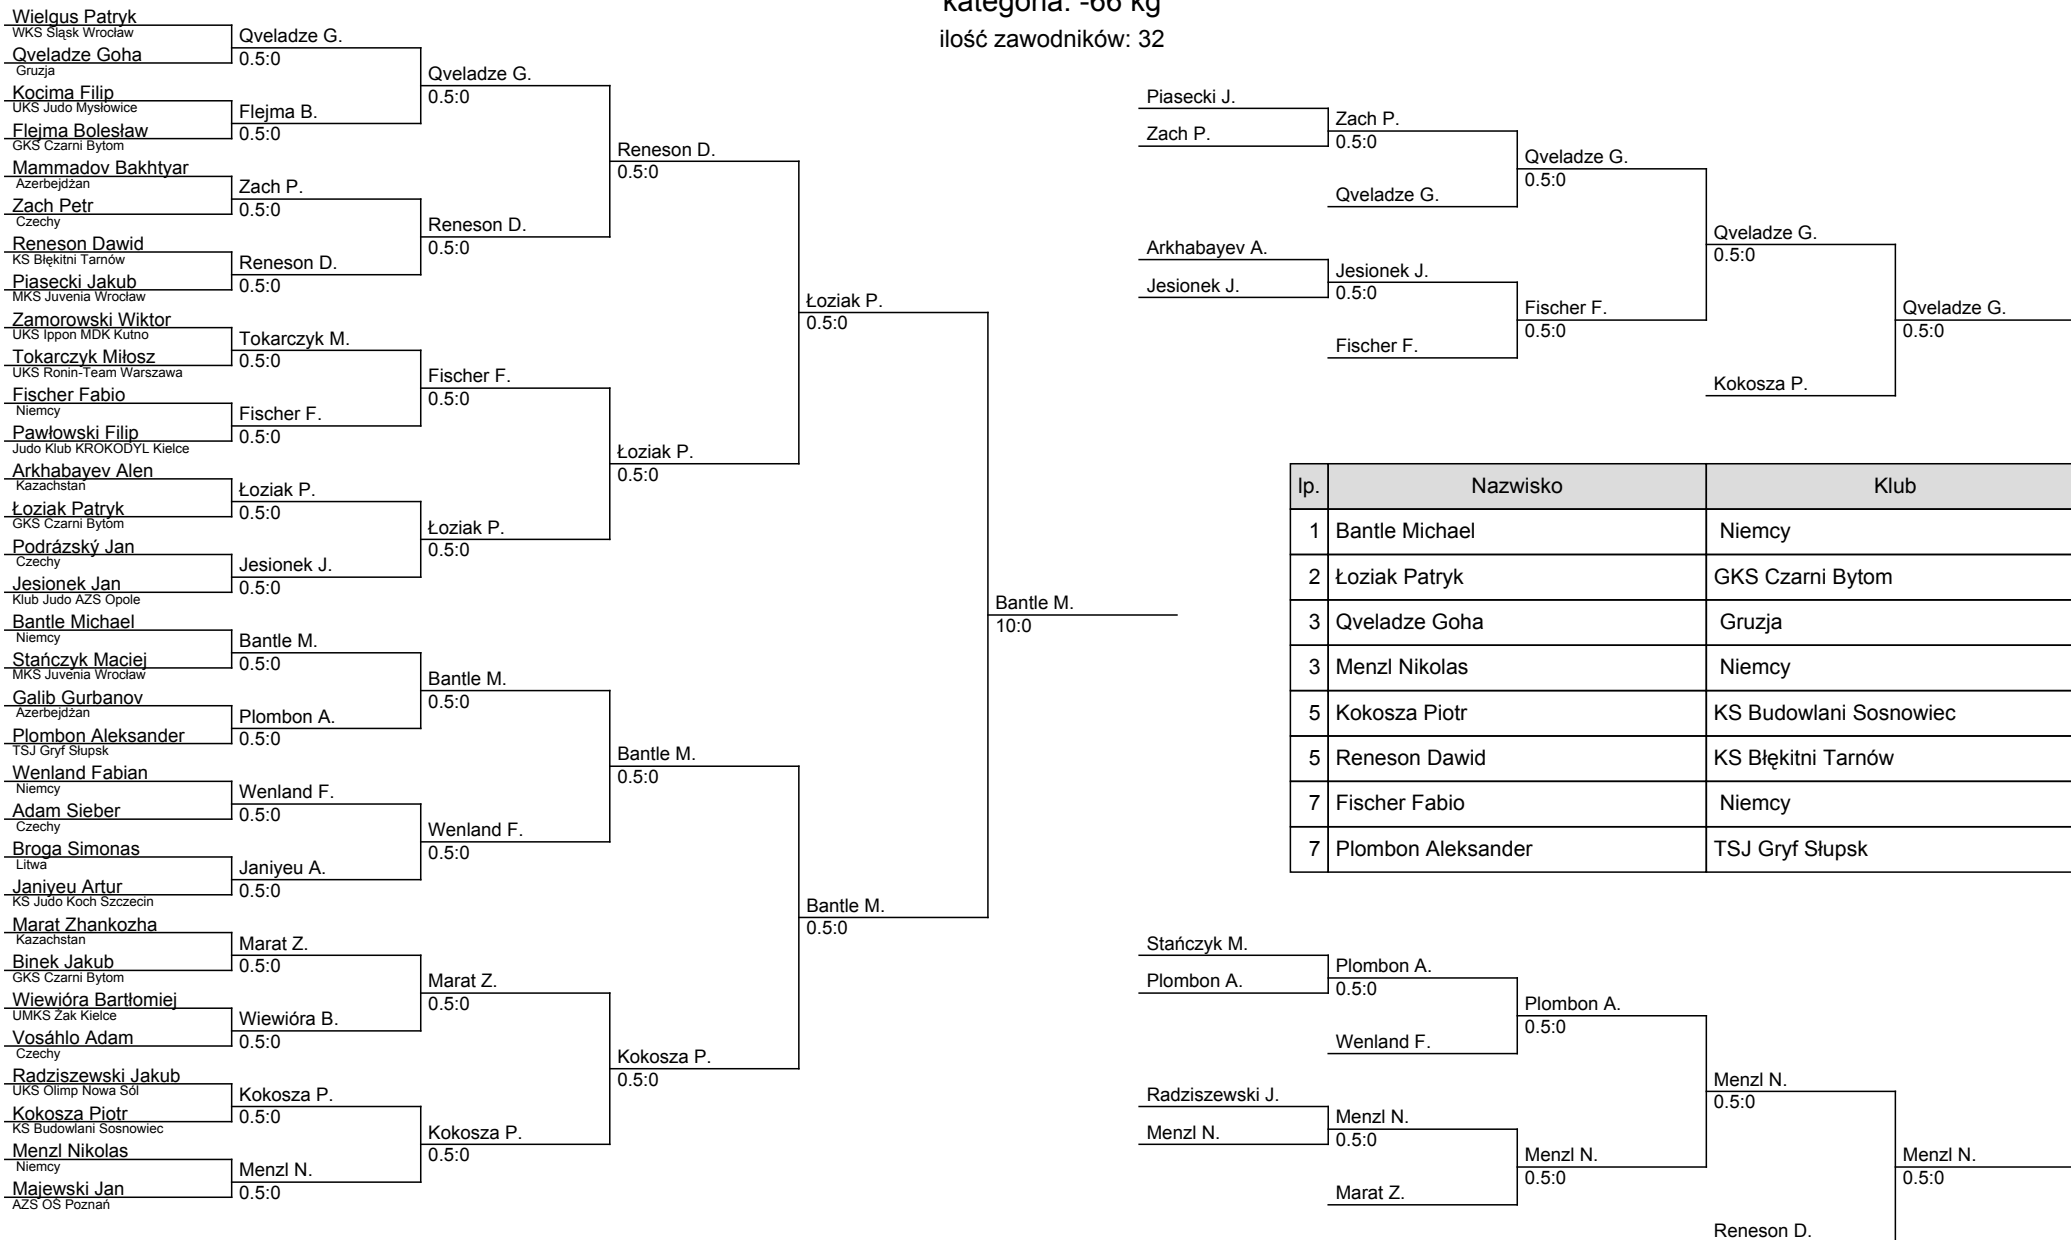 kategoria: -66 kg
ilość zawodników: 32
Wielgus Patryk
WKS Śląsk Wrocław
Qveladze Goha
Gruzja
Kocima Filip
UKS Judo Mysłowice
Flejma Bolesław
GKS Czarni Bytom
Mammadov Bakhtyar
Azerbejdżan
Zach Petr
Czechy
Reneson Dawid
KS Błękitni Tarnów
Piasecki Jakub
MKS Juvenia Wrocław
Zamorowski Wiktor
UKS Ippon MDK Kutno
Tokarczyk Miłosz
UKS Ronin-Team Warszawa
Fischer Fabio
Niemcy
Pawłowski Filip
Judo Klub KROKODYL Kielce
Arkhabayev Alen
Kazachstan
Łoziak Patryk
GKS Czarni Bytom
Podrázský Jan
Czechy
Jesionek Jan
Klub Judo AZS Opole
Bantle Michael
Niemcy
Stańczyk Maciej
MKS Juvenia Wrocław
Galib Gurbanov
Azerbejdżan
Plombon Aleksander
TSJ Gryf Słupsk
Wenland Fabian
Niemcy
Adam Sieber
Czechy
Broga Simonas
Litwa
Janiyeu Artur
KS Judo Koch Szczecin
Marat Zhankozha
Kazachstan
Binek Jakub
GKS Czarni Bytom
Wiewióra Bartłomiej
UMKS Żak Kielce
Vosáhlo Adam
Czechy
Radziszewski Jakub
UKS Olimp Nowa Sól
Kokosza Piotr
KS Budowlani Sosnowiec
Menzl Nikolas
Niemcy
Majewski Jan
AZS OŚ Poznań
Qveladze G.
0.5:0
Flejma B.
0.5:0
Zach P.
0.5:0
Reneson D.
0.5:0
Tokarczyk M.
0.5:0
Fischer F.
0.5:0
Łoziak P.
0.5:0
Jesionek J.
0.5:0
Bantle M.
0.5:0
Plombon A.
0.5:0
Wenland F.
0.5:0
Janiyeu A.
0.5:0
Marat Z.
0.5:0
Wiewióra B.
0.5:0
Kokosza P.
0.5:0
Menzl N.
0.5:0
Qveladze G.
0.5:0
Reneson D.
0.5:0
Fischer F.
0.5:0
Łoziak P.
0.5:0
Bantle M.
0.5:0
Wenland F.
0.5:0
Marat Z.
0.5:0
Kokosza P.
0.5:0
Reneson D.
0.5:0
Łoziak P.
0.5:0
Bantle M.
0.5:0
Kokosza P.
0.5:0
Łoziak P.
0.5:0
Bantle M.
0.5:0
Bantle M.
10:0
Piasecki J.
Zach P.
Zach P.
0.5:0
Qveladze G.
Qveladze G.
0.5:0
Arkhabayev A.
Jesionek J.
Jesionek J.
0.5:0
Fischer F.
Fischer F.
0.5:0
Qveladze G.
0.5:0
Kokosza P.
Qveladze G.
0.5:0
lp. Nazwisko Klub
1 Bantle Michael Niemcy
2 Łoziak Patryk GKS Czarni Bytom
3 Qveladze Goha Gruzja
3 Menzl Nikolas Niemcy
5 Kokosza Piotr KS Budowlani Sosnowiec
5 Reneson Dawid KS Błękitni Tarnów
7 Fischer Fabio Niemcy
7 Plombon Aleksander TSJ Gryf Słupsk
Stańczyk M.
Plombon A.
Plombon A.
0.5:0
Wenland F.
Plombon A.
0.5:0
Radziszewski J.
Menzl N.
Menzl N.
0.5:0
Marat Z.
Menzl N.
0.5:0
Menzl N.
0.5:0
Reneson D.
Menzl N.
0.5:0